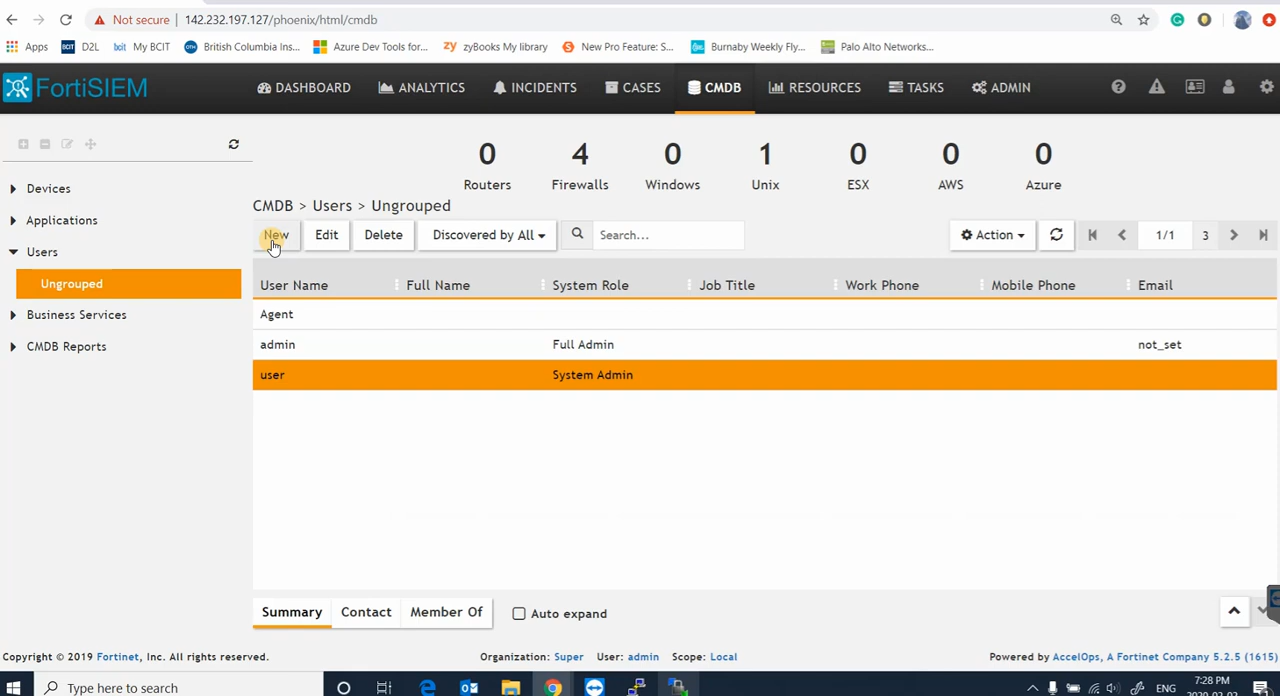 Not secure | 142.232.197.127/phoenix/html/cmdb
Apps BCIT D2L bcit My BCIT British Columbia Ins... Azure Dev Tools for... zy zyBooks My library New Pro Feature: S... Burnaby Weekly Fly... Palo Alto Networks...
FortiSIEM DASHBOARD ANALYTICS INCIDENTS CASES CMDB RESOURCES TASKS ADMIN
0 4 0 1 0 0 0
Routers Firewalls Windows Unix ESX AWS Azure
Devices
Applications
Users
Ungrouped
Business Services
CMDB Reports
CMDB > Users > Ungrouped
New Edit Delete Discovered by All Search... Action 1/1 3
User Name Full Name System Role Job Title Work Phone Mobile Phone Email
Agent
admin Full Admin not_set
user System Admin
Summary Contact Member Of Auto expand
Copyright © 2019 Fortinet, Inc. All rights reserved. Organization: Super User: admin Scope: Local Powered by AccelOps, A Fortinet Company 5.2.5 (1615)
Type here to search ENG 7:28 PM